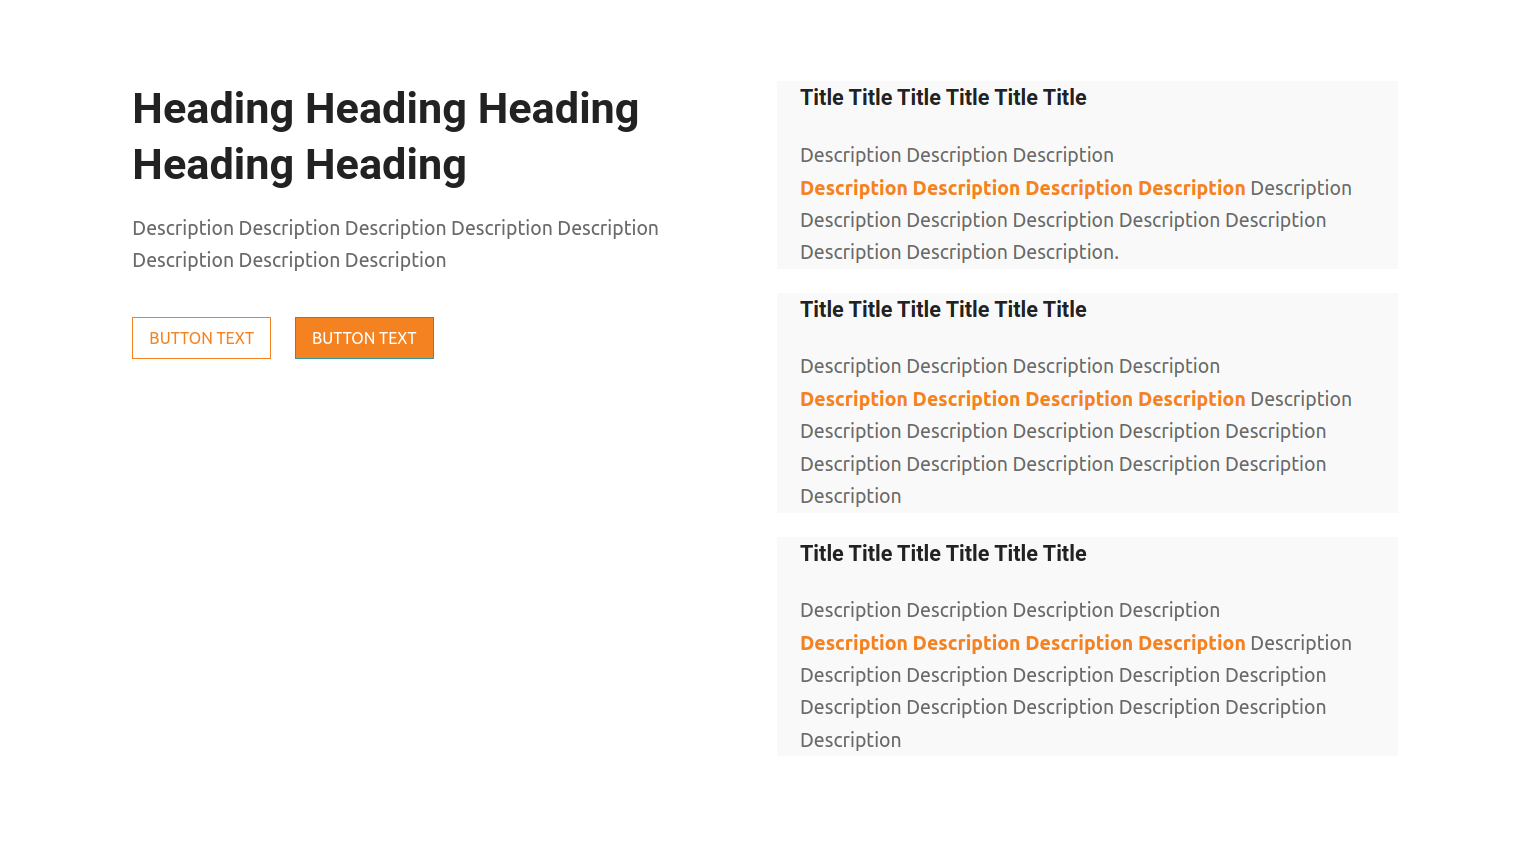 Heading Heading Heading
Heading Heading
Description Description Description Description Description
Description Description Description
BUTTON TEXT
BUTTON TEXT
Title Title Title Title Title Title
Description Description Description
Description Description Description Description Description
Description Description Description Description Description
Description Description Description.
Title Title Title Title Title Title
Description Description Description Description
Description Description Description Description Description
Description Description Description Description Description
Description Description Description Description Description
Description
Title Title Title Title Title Title
Description Description Description Description
Description Description Description Description Description
Description Description Description Description Description
Description Description Description Description Description
Description